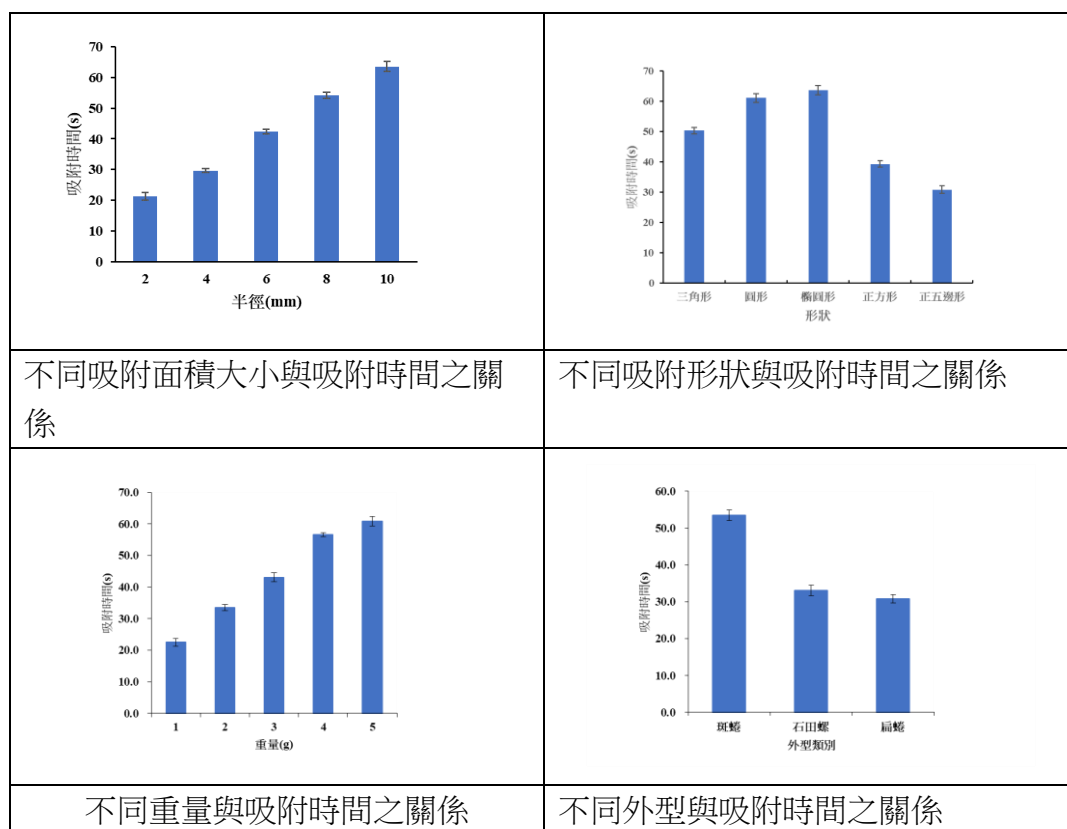 70
60
50
40
30
20
10
0
吸附時間(s)
2 4 6 8 10
半徑(mm)
不同吸附面積大小與吸附時間之關
係
70
60
50
40
30
20
10
0
吸附時間(s)
三角形 圓形 橢圓形 正方形 正五邊形
形狀
不同吸附形狀與吸附時間之關係
70.0
60.0
50.0
40.0
30.0
20.0
10.0
0.0
吸附時間(s)
1 2 3 4 5
重量(g)
不同重量與吸附時間之關係
60.0
50.0
40.0
30.0
20.0
10.0
0.0
吸附時間(s)
斑蜷 石田螺 扁蜷
外型類別
不同外型與吸附時間之關係